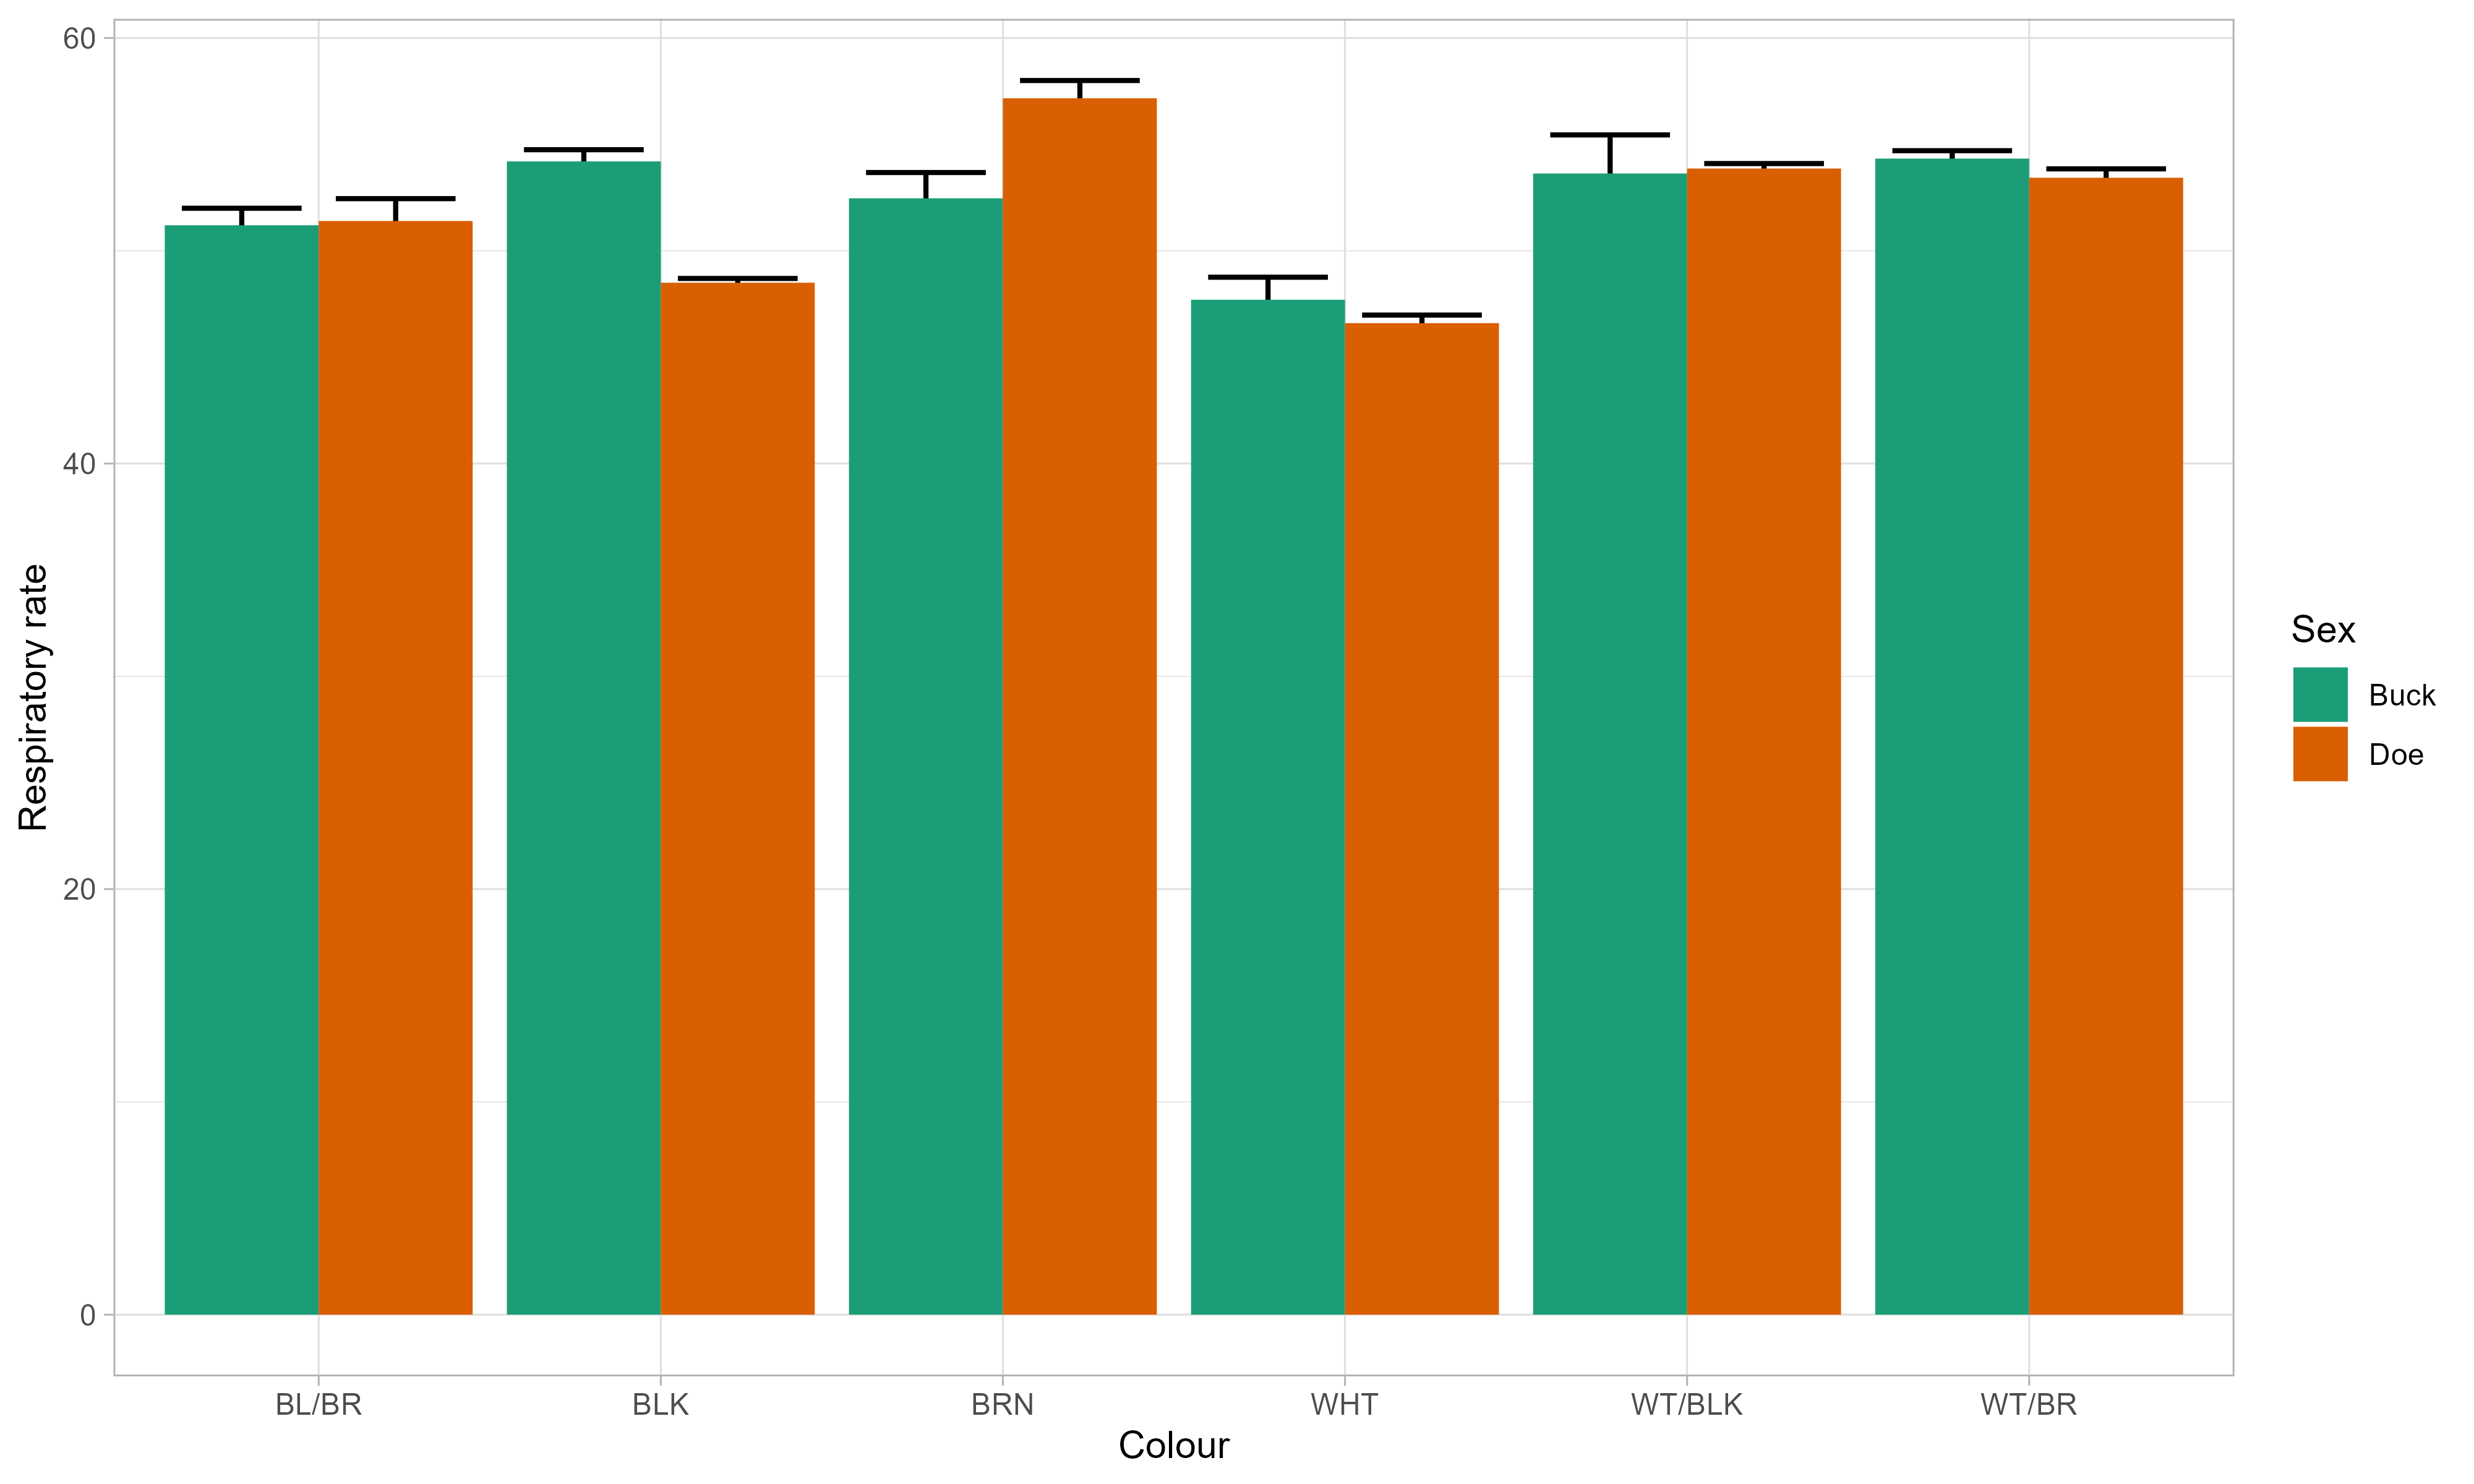 60
40
20
0
Respiratory rate
BL/BR
BLK
BRN
WHT
WT/BLK
WT/BR
Colour
Sex
Buck
Doe